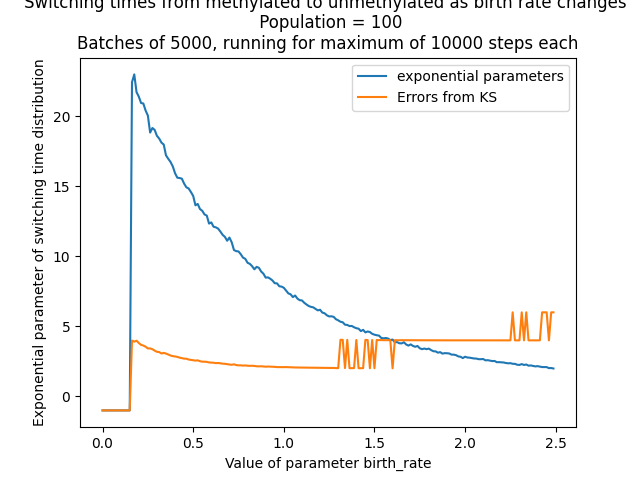 Switching times from methylated to unmethylated as birth rate changes
Population = 100
Batches of 5000, running for maximum of 10000 steps each
exponential parameters
Errors from KS
Exponential parameter of switching time distribution
20
15
10
5
0
0.0 0.5 1.0 1.5 2.0 2.5
Value of parameter birth_rate